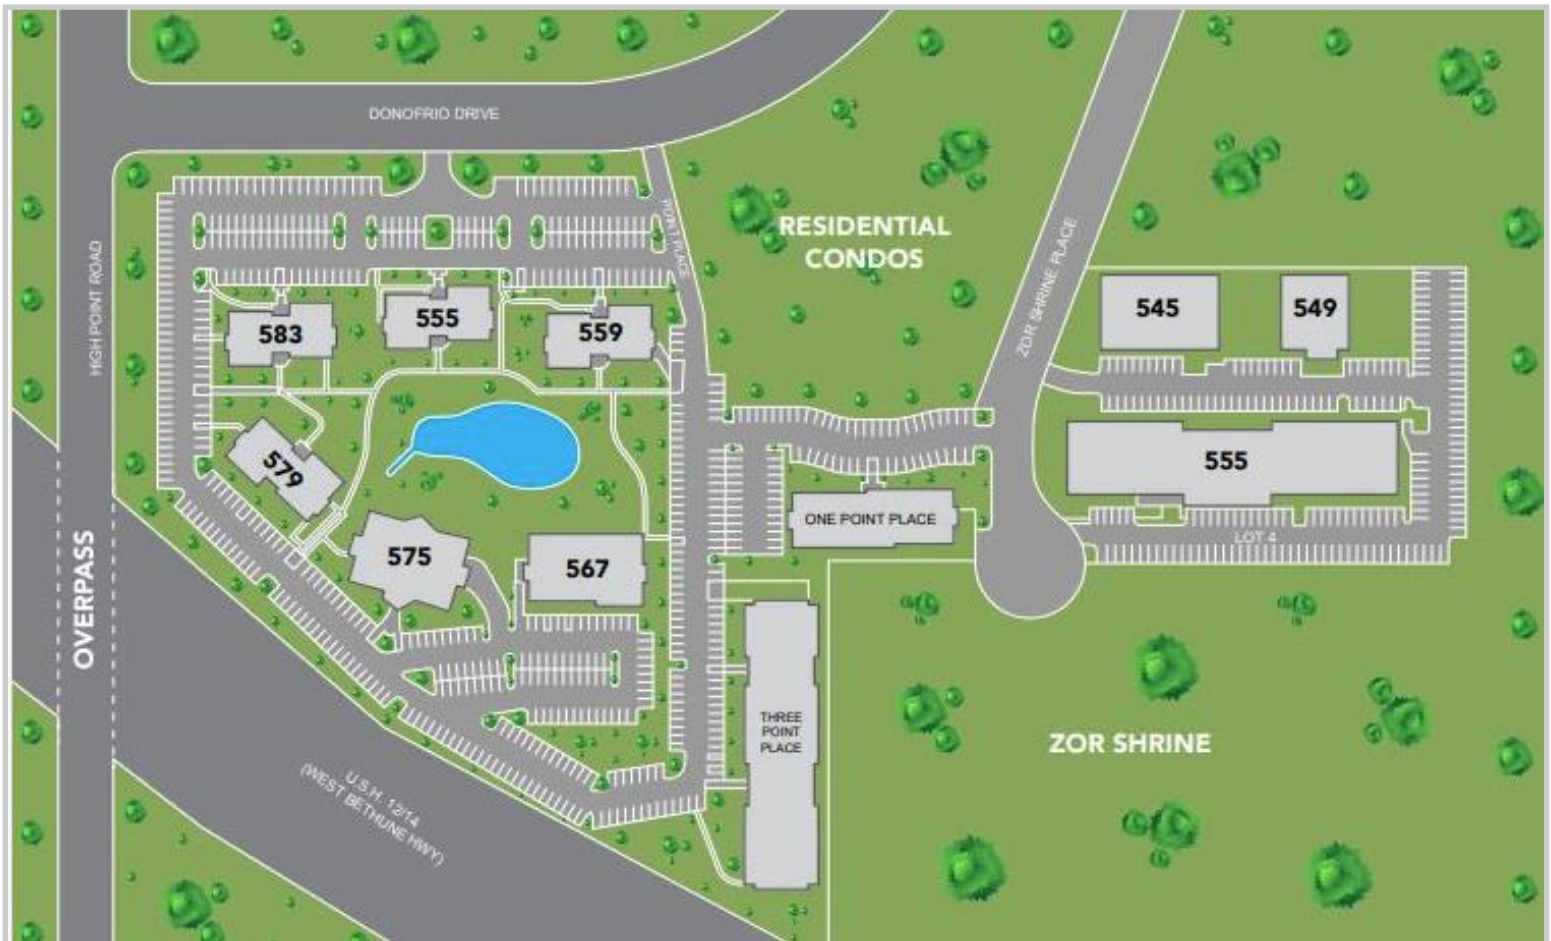 DONOFRIO DRIVE
POINT PLACE
RESIDENTIAL
CONDOS
HIGH POINT ROAD
ZOR SHRINE PLACE
583
555
559
545
549
579
555
ONE POINT PLACE
LOT 4
575
567
OVERPASS
THREE
POINT
PLACE
ZOR SHRINE
U.S.H. 12/14
(WEST BETHUNE HWY)